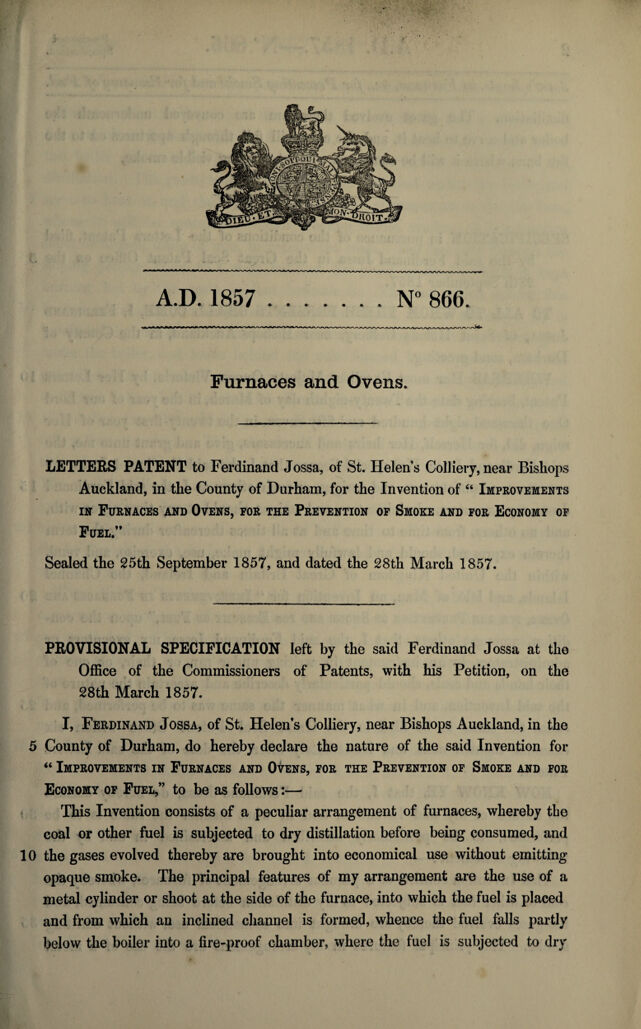 DIEU · ET MON · DROIT
A.D. 1857 . . . . . . . N° 866.
Furnaces and Ovens.
LETTERS PATENT to Ferdinand Jossa, of St. Helen's Colliery, near Bishops
Auckland, in the County of Durham, for the Invention of “ IMPROVEMENTS
IN FURNACES AND OVENS, FOR THE PREVENTION OF SMOKE AND FOR ECONOMY OF
FUEL.”
Sealed the 25th September 1857, and dated the 28th March 1857.
PROVISIONAL SPECIFICATION left by the said Ferdinand Jossa at the
Office of the Commissioners of Patents, with his Petition, on the
28th March 1857.
I, FERDINAND JOSSA, of St. Helen's Colliery, near Bishops Auckland, in the
5 County of Durham, do hereby declare the nature of the said Invention for
“ IMPROVEMENTS IN FURNACES AND OVENS, FOR THE PREVENTION OF SMOKE AND FOR
ECONOMY OF FUEL,” to be as follows :—
This Invention consists of a peculiar arrangement of furnaces, whereby the
coal or other fuel is subjected to dry distillation before being consumed, and
10 the gases evolved thereby are brought into economical use without emitting
opaque smoke. The principal features of my arrangement are the use of a
metal cylinder or shoot at the side of the furnace, into which the fuel is placed
and from which an inclined channel is formed, whence the fuel falls partly
below the boiler into a fire-proof chamber, where the fuel is subjected to dry